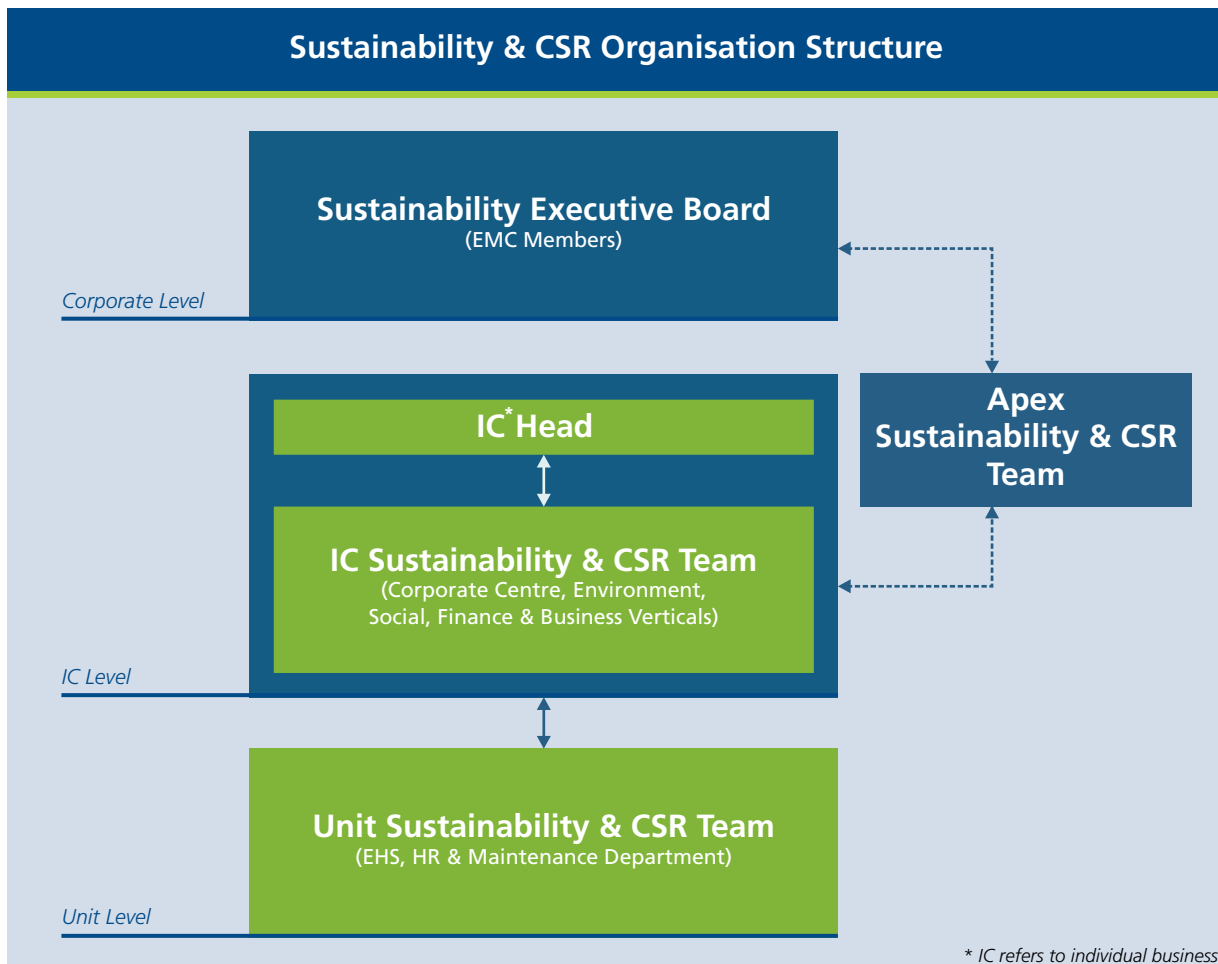 Sustainability & CSR Organisation Structure
Sustainability Executive Board
(EMC Members)
Corporate Level
IC* Head
Apex
Sustainability & CSR
Team
IC Sustainability & CSR Team
(Corporate Centre, Environment,
Social, Finance & Business Verticals)
IC Level
Unit Sustainability & CSR Team
(EHS, HR & Maintenance Department)
Unit Level
* IC refers to individual business